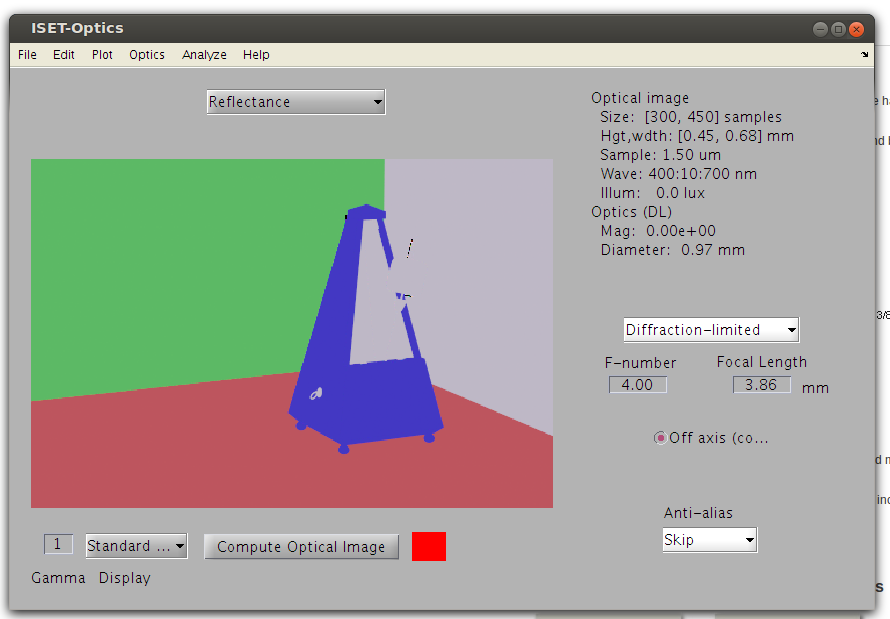 ISET-Optics
File Edit Plot Optics Analyze Help
Reflectance
Optical image
Size: [300, 450] samples
Hgt,wdth: [0.45, 0.68] mm
Sample: 1.50 um
Wave: 400:10:700 nm
Illum: 0.0 lux
Optics (DL)
Mag: 0.00e+00
Diameter: 0.97 mm
Diffraction-limited
F-number Focal Length
4.00 3.86 mm
Off axis (co...
Anti-alias
Skip
1 Standard ... Compute Optical Image
Gamma Display